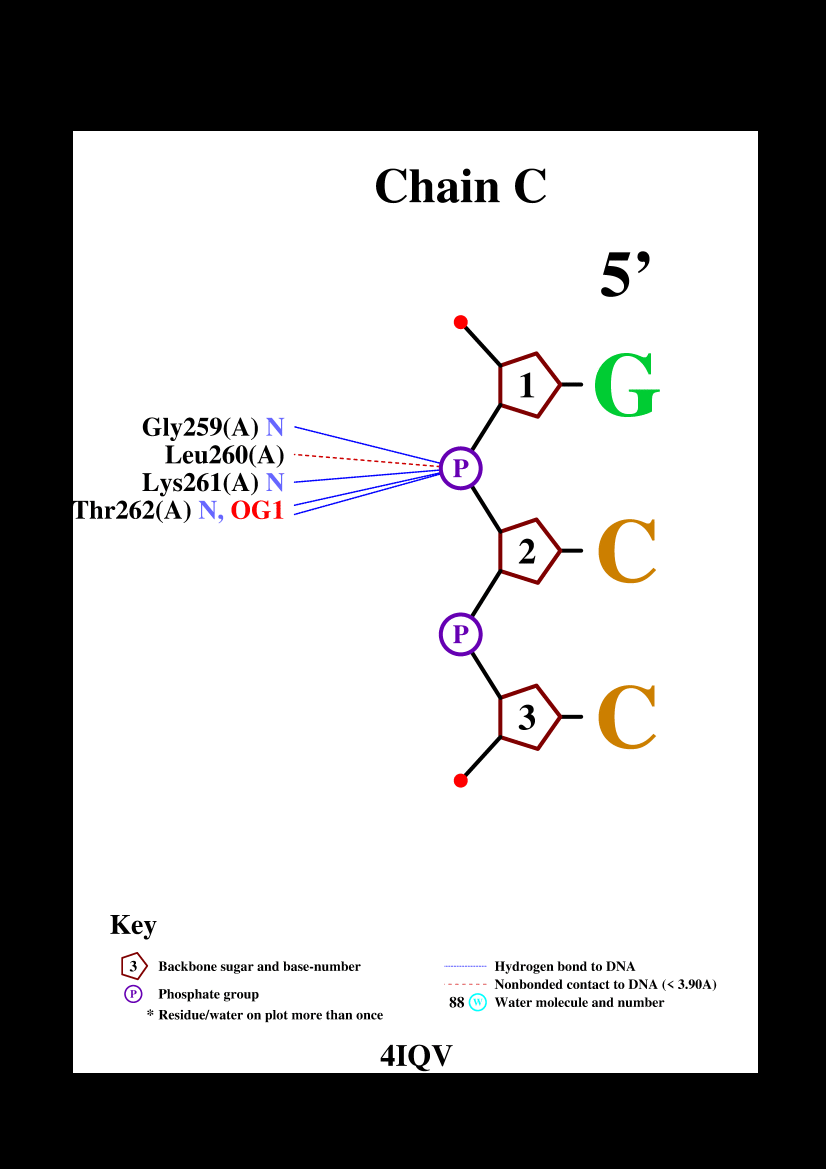 Chain C
5’
1 G
Gly259(A) N
Leu260(A)
P
Lys261(A) N
Thr262(A) N, OG1
2 C
P
3 C
Key
3 Backbone sugar and base-number
P Phosphate group
* Residue/water on plot more than once
Hydrogen bond to DNA
Nonbonded contact to DNA (< 3.90A)
88 W Water molecule and number
4IQV